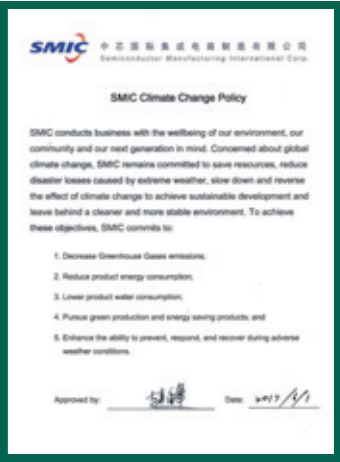 SMIC 中芯国际集成电路制造有限公司
Semiconductor Manufacturing International Corp.
SMIC Climate Change Policy
SMIC conducts business with the wellbeing of our environment, our
community and our next generation in mind. Concerned about global
climate change, SMIC remains committed to save resources, reduce
disaster losses caused by extreme weather, slow down and reverse
the effect of climate change to achieve sustainable development and
leave behind a cleaner and more stable environment. To achieve
these objectives, SMIC commits to:
1. Decrease Greenhouse Gases emissions;
2. Reduce product energy consumption;
3. Lower product water consumption;
4. Pursue green production and energy saving products; and
5. Enhance the ability to prevent, respond, and recover during adverse
weather conditions.
Approved by: Date: 2017/